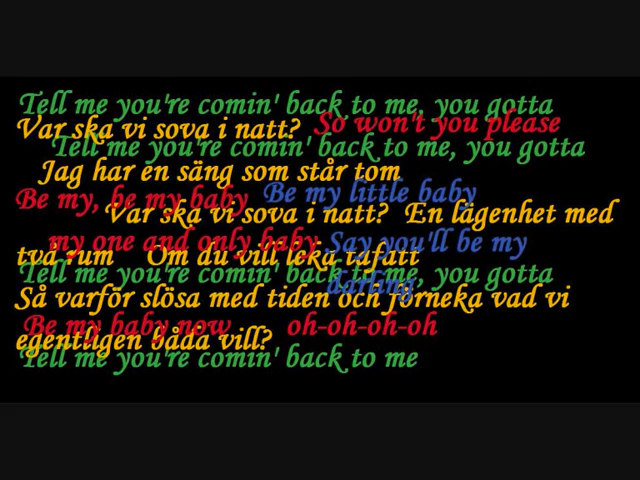 Tell me you're comin' back to me, you gotta
So won't you please
Var ska vi sova i natt?
Tell me you're comin' back to me, you gotta
Jag har en säng som står tom
Be my little baby
Be my, be my baby
Var ska vi sova i natt? En lägenhet med
my one and only baby Say you'll be my
två rum Om du vill leka tafatt
Tell me you're comin' back to me, you gotta
darling
Så varför slösa med tiden och förneka vad vi
Be my baby now oh-oh-oh-oh
egentligen båda vill?
Tell me you're comin' back to me